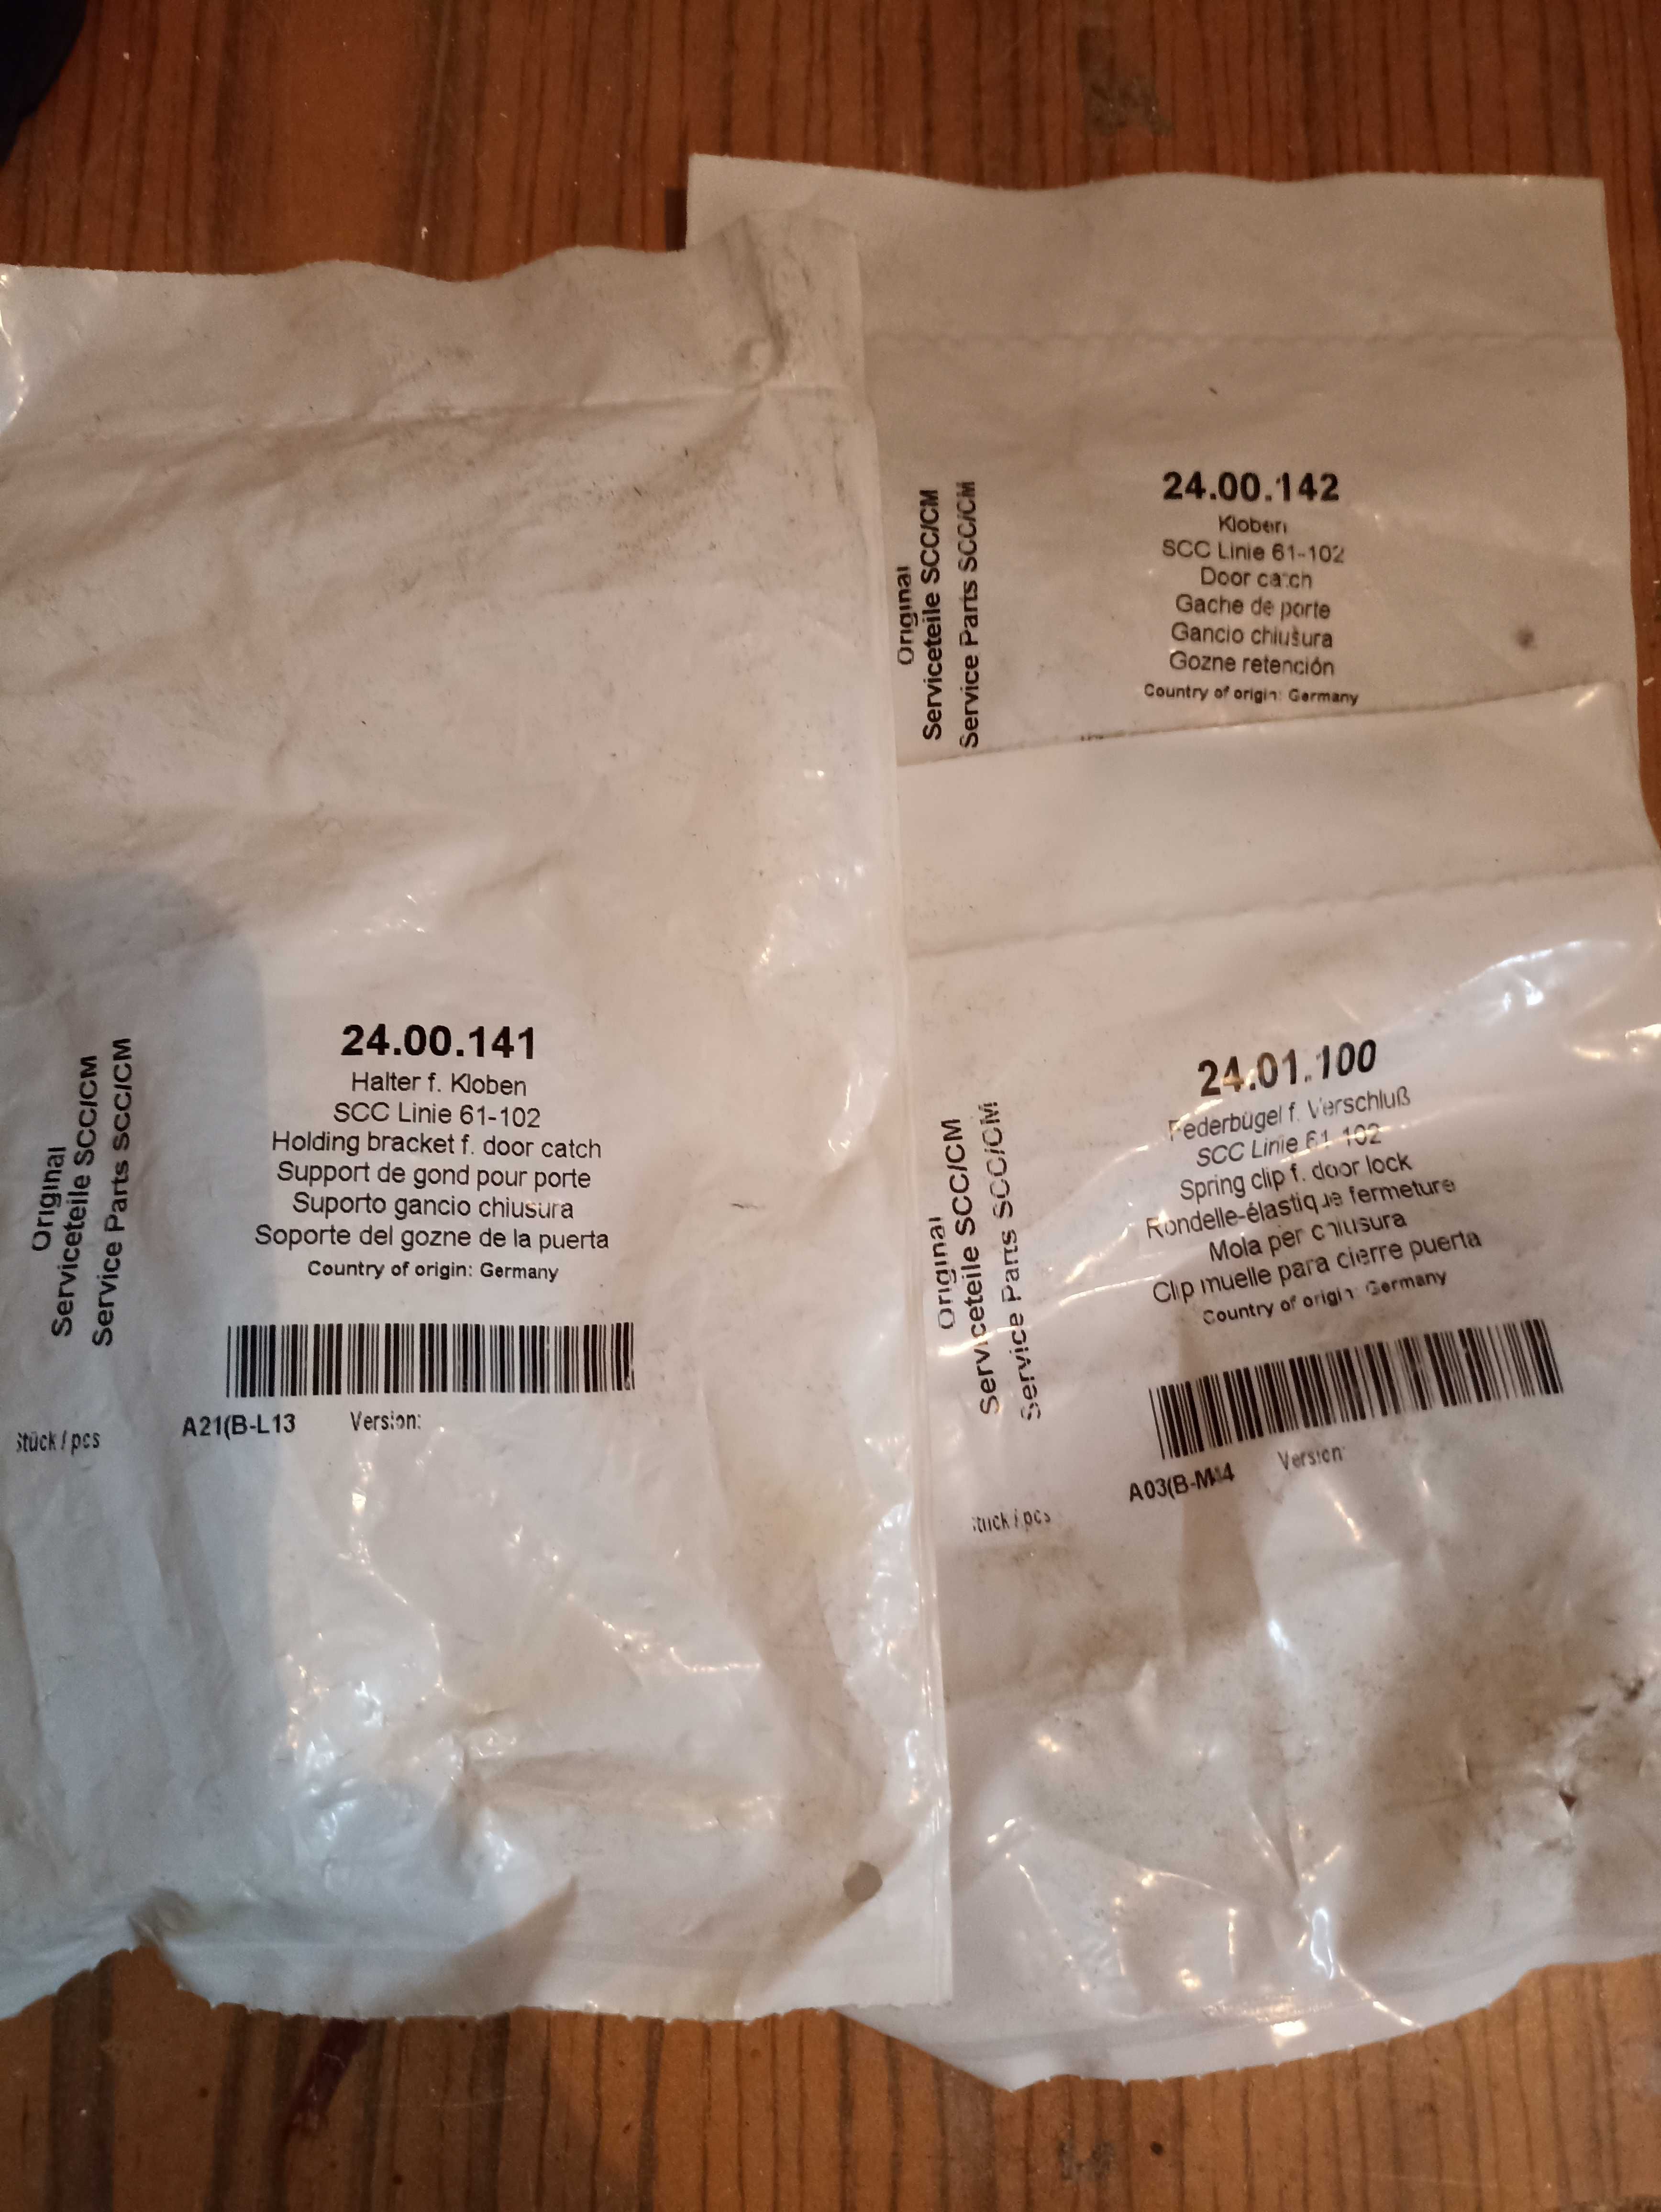 Original
Serviceteile SCC/CM
Service Parts SCC/CM
24.00.142
Kloben
SCC Linie 61-102
Door catch
Gache de porte
Gancio chiusura
Gozne retención
Country of origin: Germany
Original
Serviceteile SCC/CM
Service Parts SCC/CM
24.00.141
Halter f. Kloben
SCC Linie 61-102
Holding bracket f. door catch
Support de gond pour porte
Suporto gancio chiusura
Soporte del gozne de la puerta
Country of origin: Germany
Stück / pcs
A21(B-L13
Version:
Original
Serviceteile SCC/CM
Service Parts SCC/CM
24.01.100
Federbügel f. Verschluß
SCC Linie 61-102
Spring clip f. door lock
Rondelle-élastique fermeture
Mola per chiusura
Clip muelle para cierre puerta
Country of origin: Germany
Stück / pcs
Version: